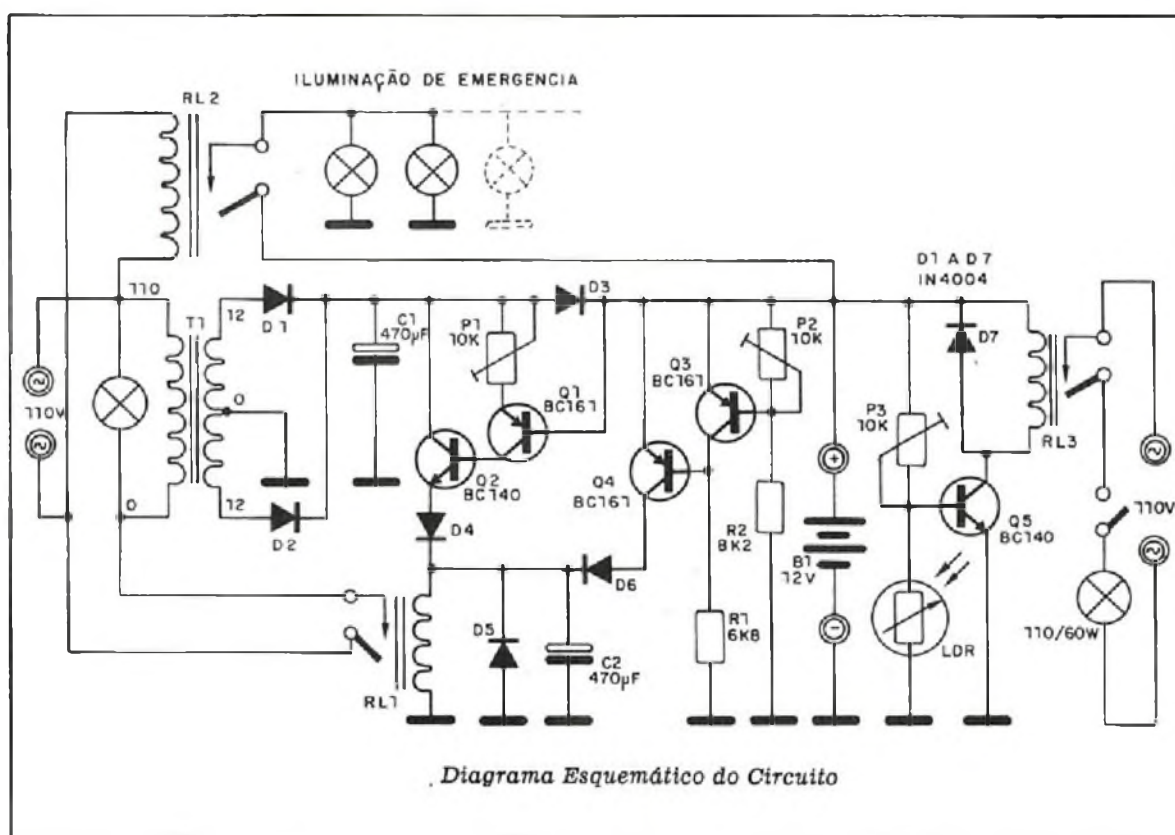 ILUMINAÇÃO DE EMERGENCIA
RL2
110
12
D1
C1
470µF
P1
10K
D3
D1 A D7
1N4004
T1
0
110V
Q1
BC161
Q3
BC161
P2
10K
D7
P3
10K
RL3
Q2
BC140
Q4
BC161
R2
8K2
Q5
BC140
110V
0
12
D2
D4
B1
12V
D6
D5
C2
470µF
R1
6K8
LDR
110/60W
RL1
Diagrama Esquemático do Circuito